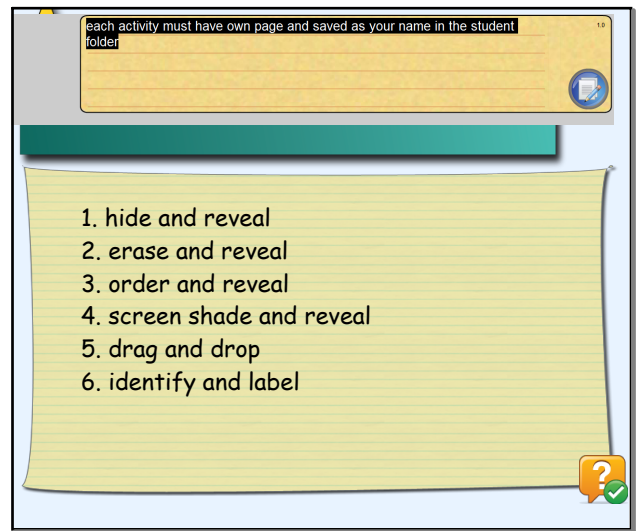 each activity must have own page and saved as your name in the student
folder
1.0
1. hide and reveal
2. erase and reveal
3. order and reveal
4. screen shade and reveal
5. drag and drop
6. identify and label
?